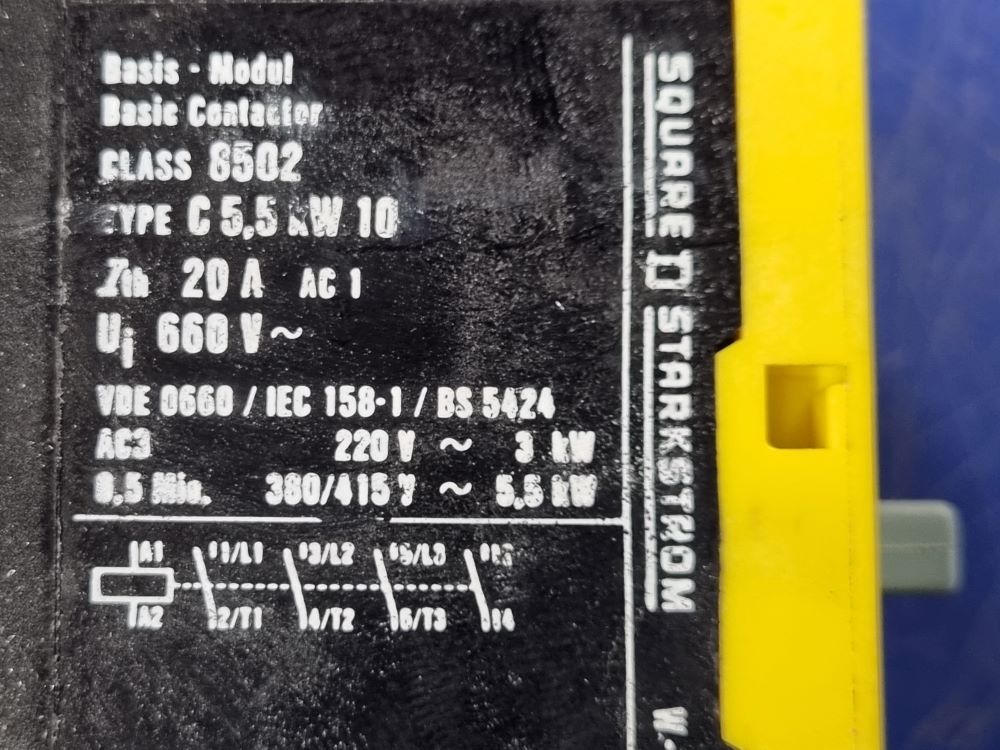 Basis - Modul
Basic Contactor
CLASS 8502
TYPE C 5,5 kW 10
Ith 20 A AC 1
Ui 660 V ~
VDE 0660 / IEC 158-1 / BS 5424
AC3 220 V ~ 3 kW
0,5 Mio. 380/415 V ~ 5,5 kW
A1 1/L1 3/L2 5/L3
A2 2/T1 4/T2 6/T3 14
SQUARE D STARKSTROM